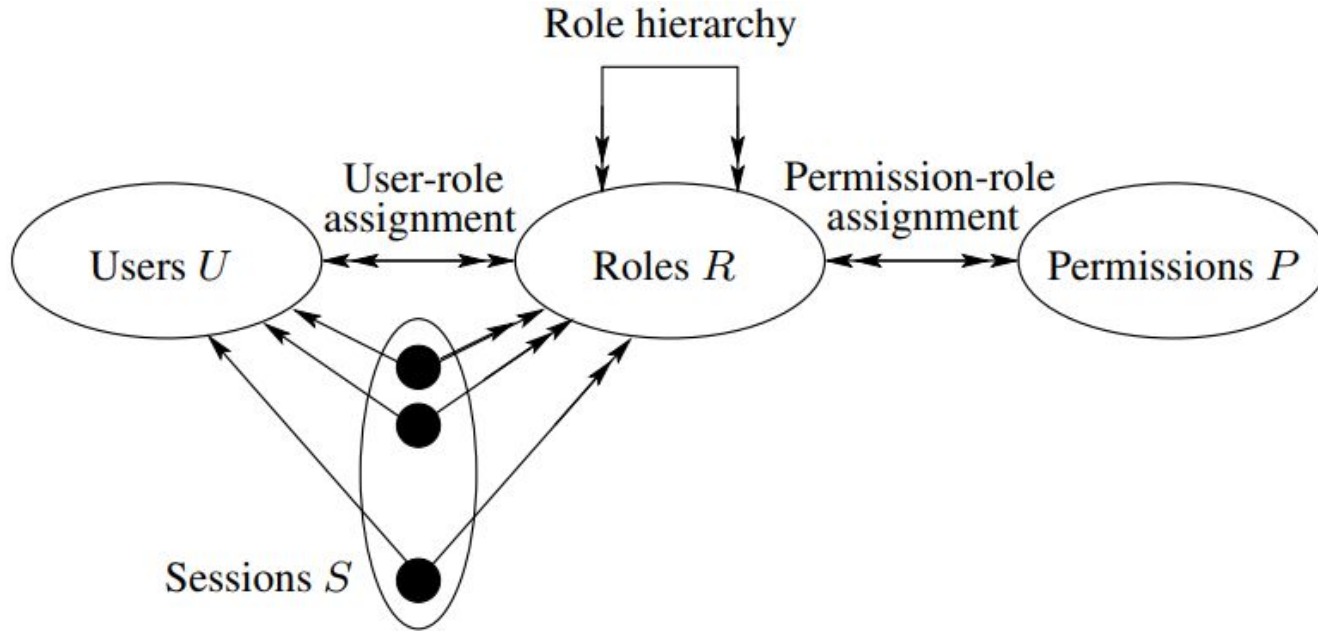 Role hierarchy
User-role
assignment
Permission-role
assignment
Users U
Roles R
Permissions P
Sessions S